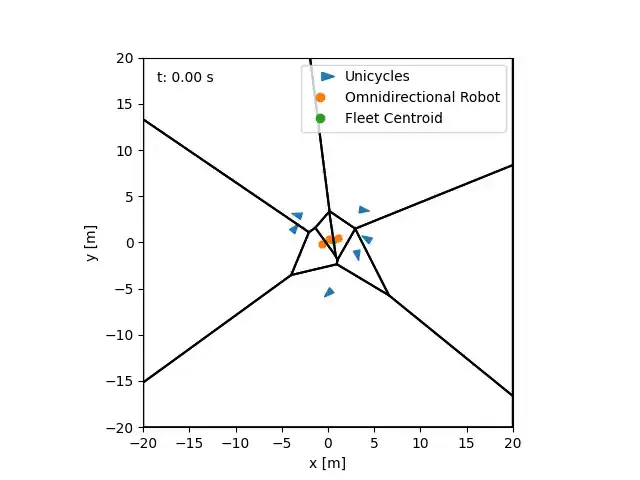 t: 0.00 s
Unicycles
Omnidirectional Robot
Fleet Centroid
20
15
10
5
0
−5
−10
−15
−20
y [m]
−20 −15 −10 −5 0 5 10 15 20
x [m]